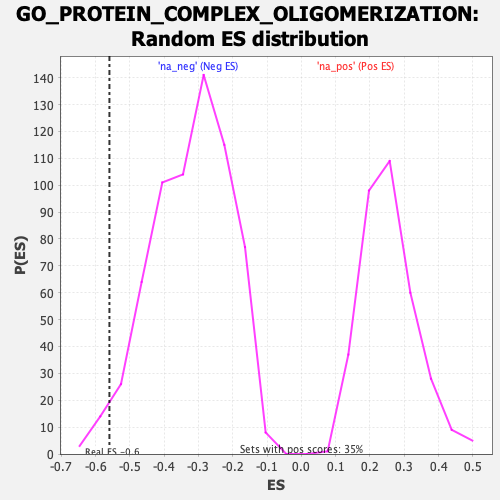 GO_PROTEIN_COMPLEX_OLIGOMERIZATION:
Random ES distribution
'na_neg' (Neg ES) 'na_pos' (Pos ES)
140
130
120
110
100
90
80
70
60
50
40
30
20
10
0
P(ES)
Real ES -0.6
Sets with pos scores: 35%
-0.7 -0.6 -0.5 -0.4 -0.3 -0.2 -0.1 0.0 0.1 0.2 0.3 0.4 0.5
ES